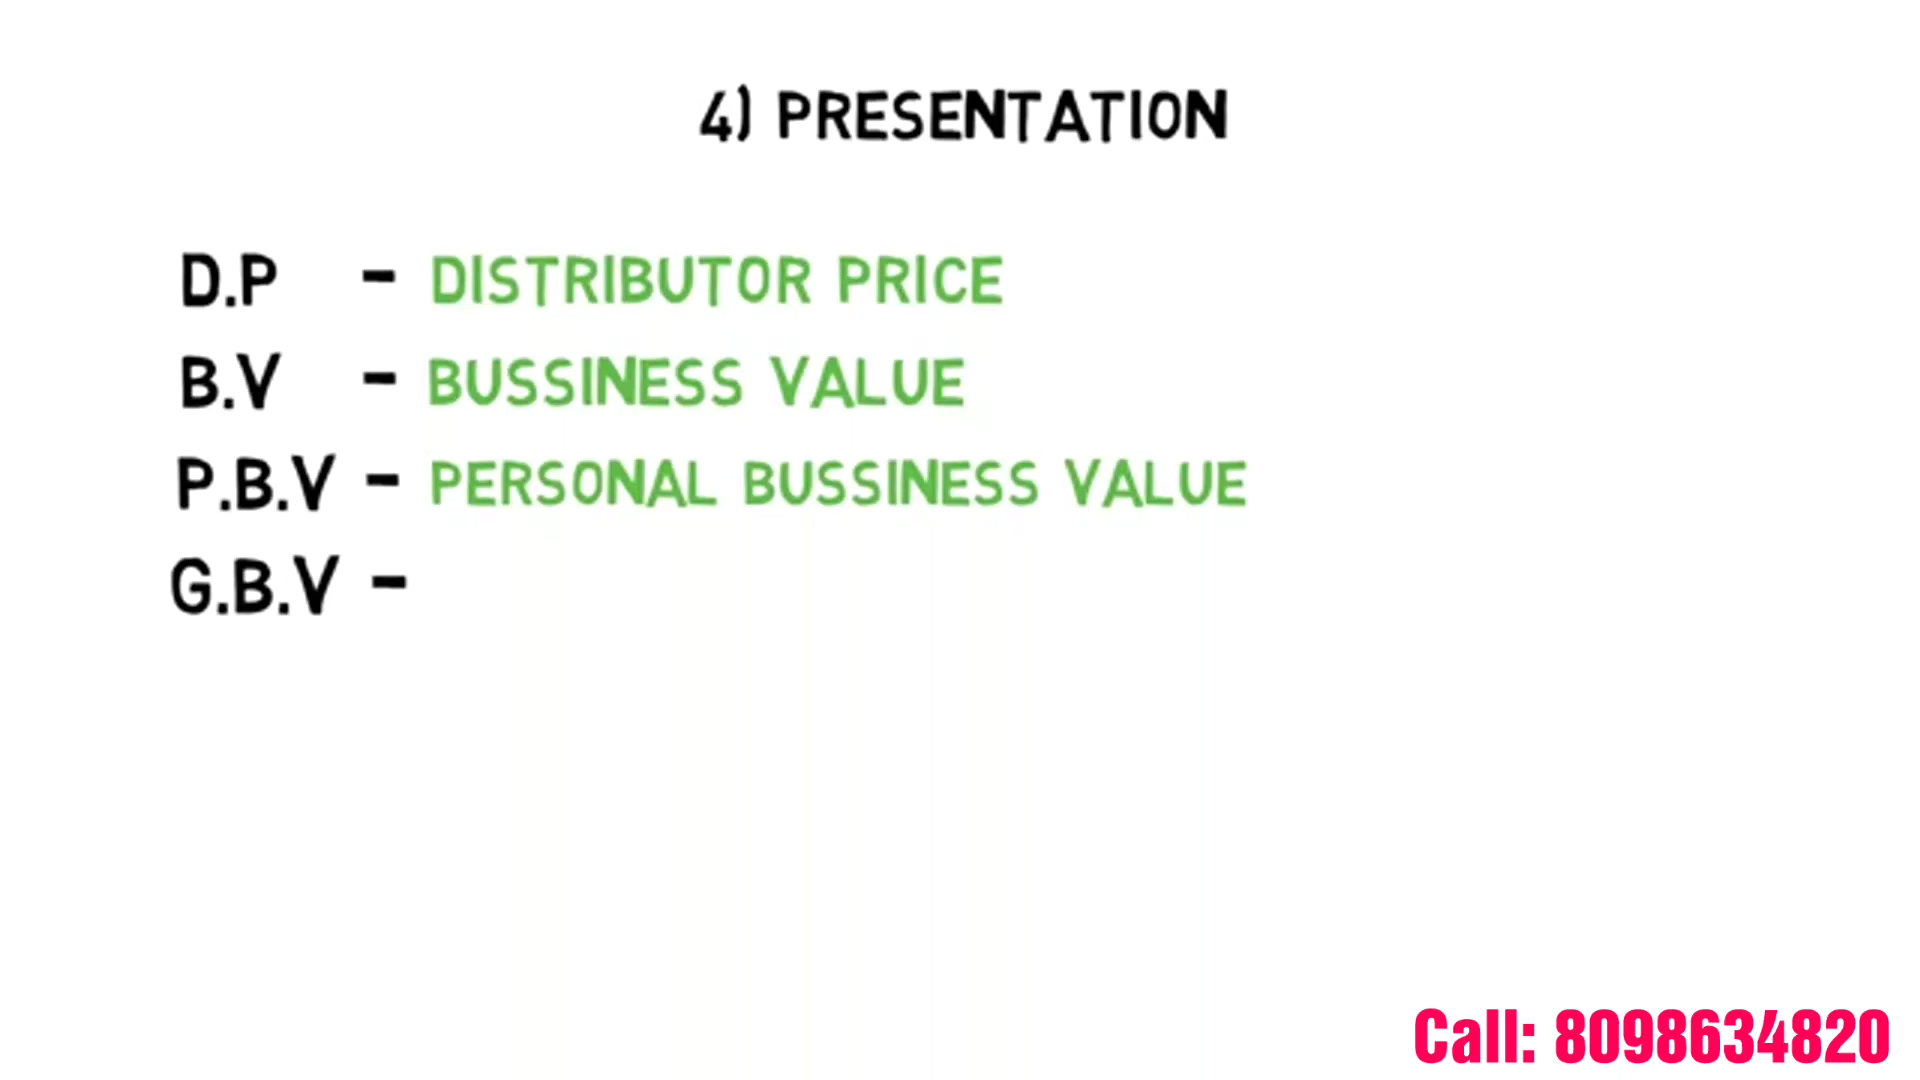 4) PRESENTATION
D.P - DISTRIBUTOR PRICE
B.V - BUSSINESS VALUE
P.B.V - PERSONAL BUSSINESS VALUE
G.B.V -
Call: 8098634820